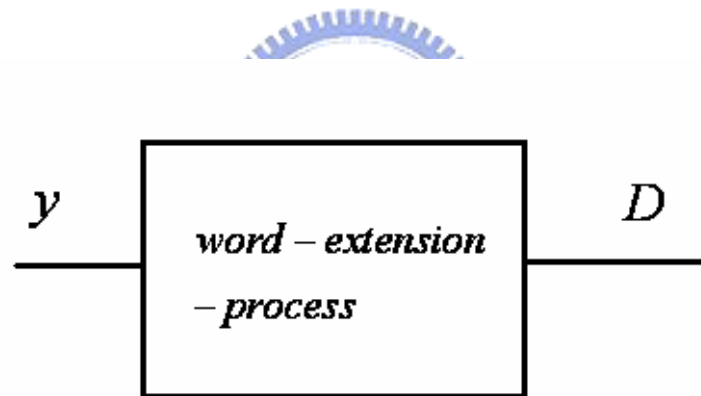 y
D
word – extension
– process